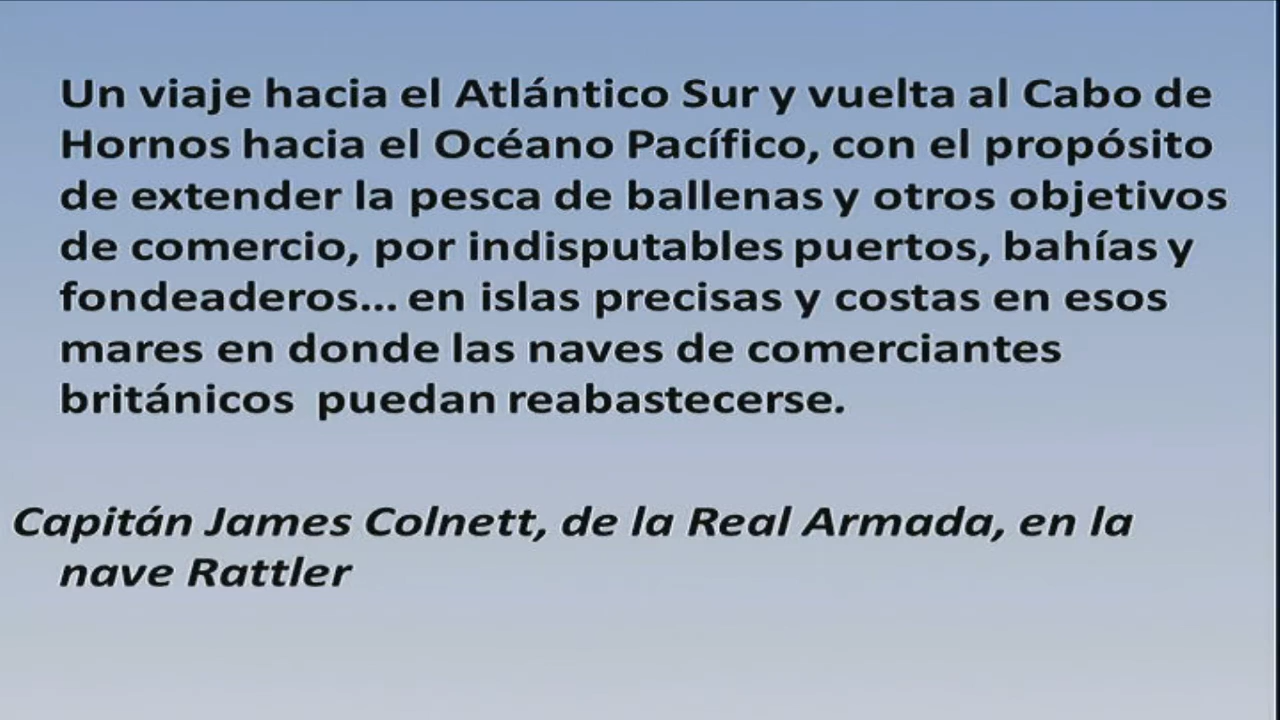 Un viaje hacia el Atlántico Sur y vuelta al Cabo de
Hornos hacia el Océano Pacífico, con el propósito
de extender la pesca de ballenas y otros objetivos
de comercio, por indisputables puertos, bahías y
fondeaderos... en islas precisas y costas en esos
mares en donde las naves de comerciantes
británicos puedan reabastecerse.
Capitán James Colnett, de la Real Armada, en la
nave Rattler